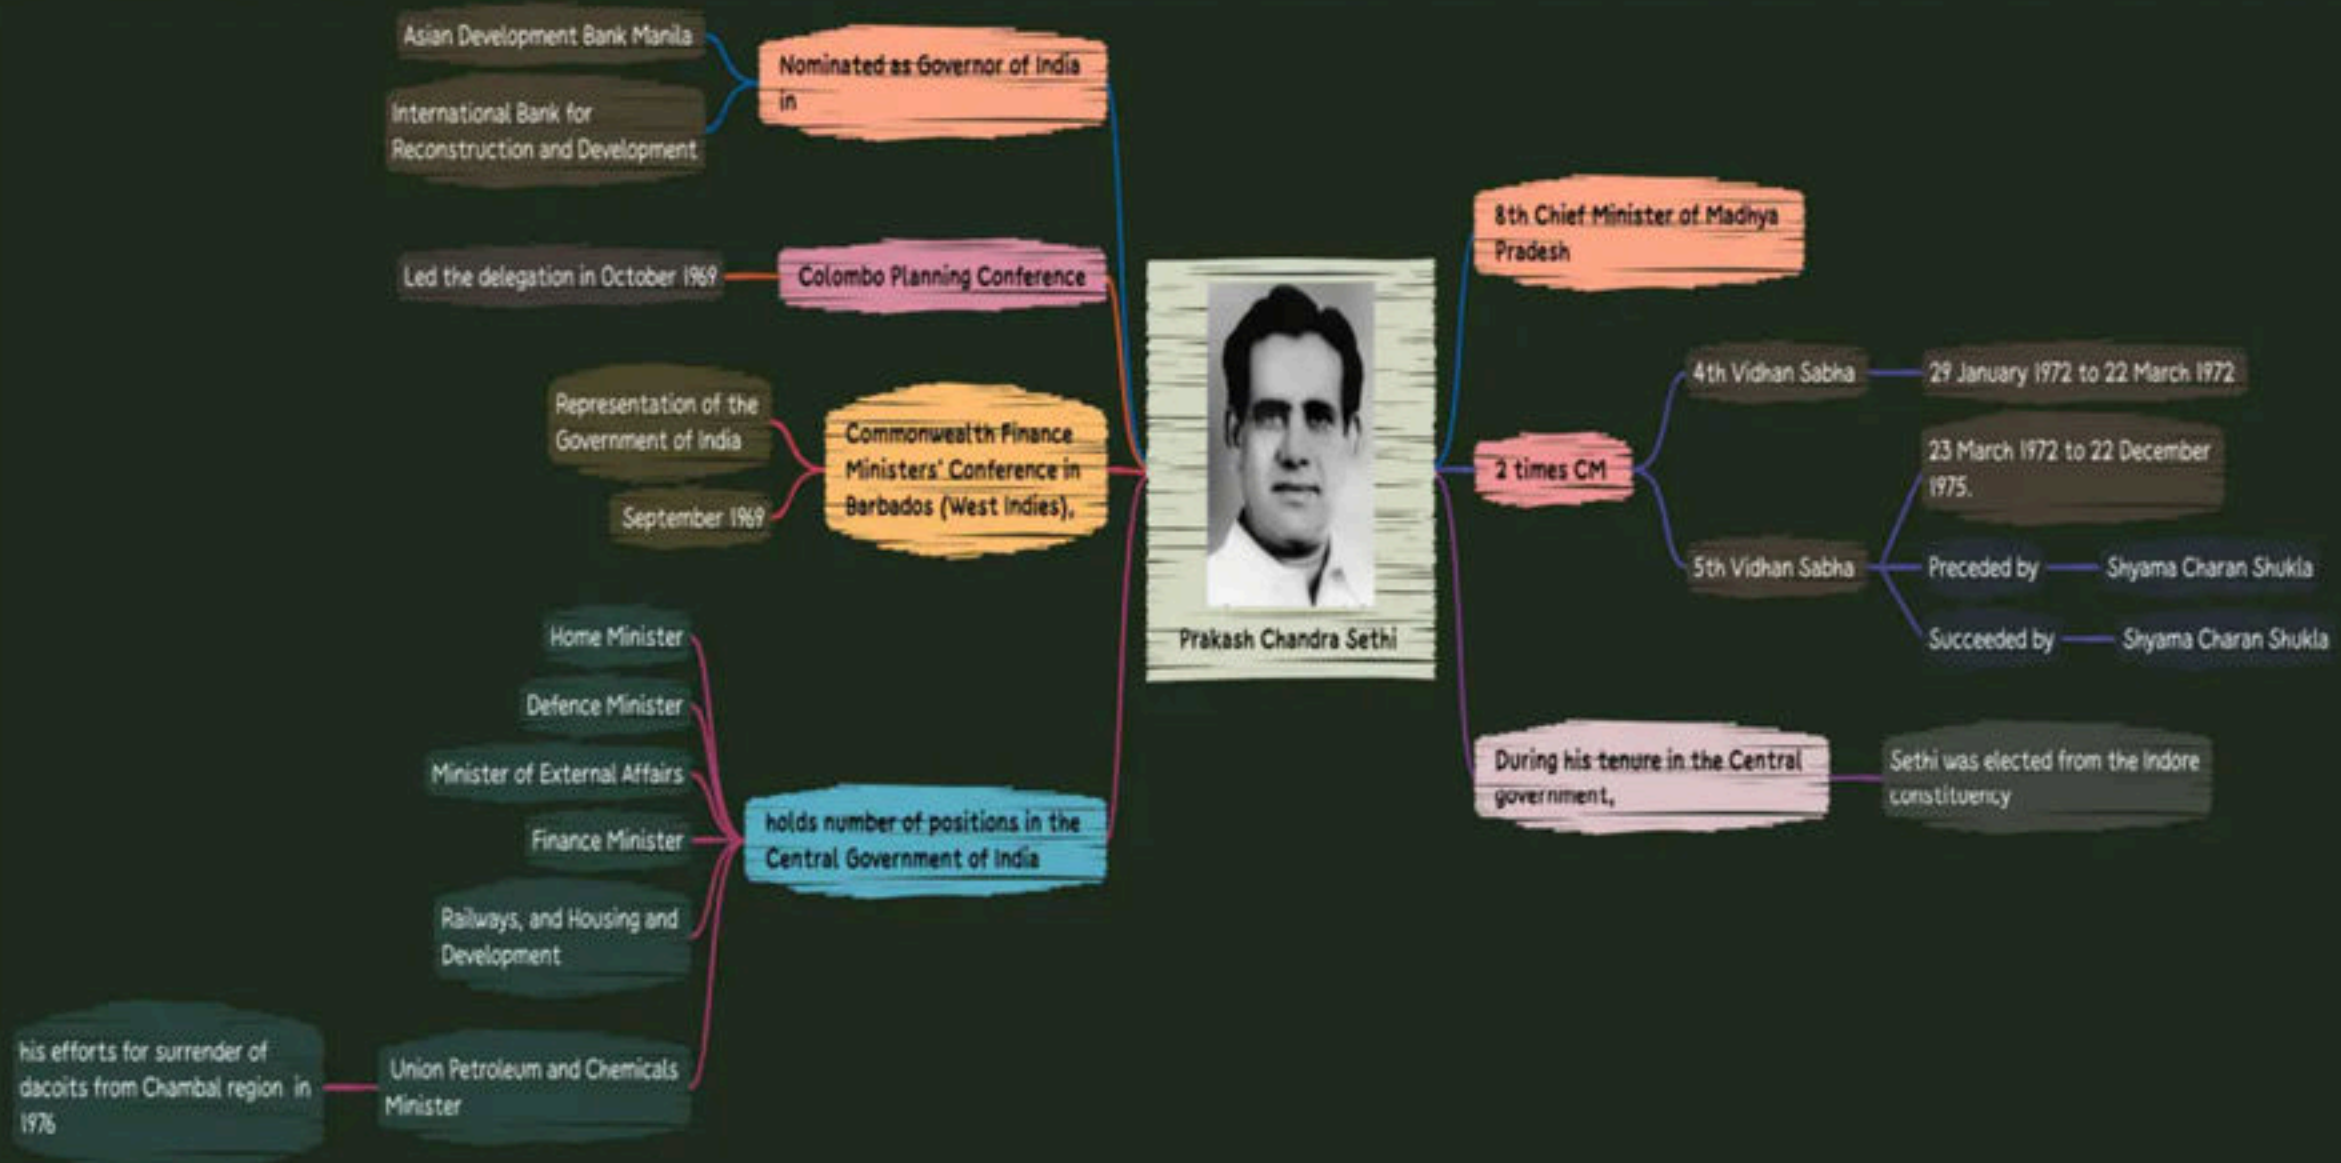 Asian Development Bank Manila
International Bank for
Reconstruction and Development
Nominated as Governor of India
in
Led the delegation in October 1969
Colombo Planning Conference
Representation of the
Government of India
September 1969
Commonwealth Finance
Ministers' Conference in
Barbados (West Indies),
Home Minister
Defence Minister
Minister of External Affairs
Finance Minister
Railways, and Housing and
Development
Union Petroleum and Chemicals
Minister
his efforts for surrender of
dacoits from Chambal region in
1976
holds number of positions in the
Central Government of India
Prakash Chandra Sethi
8th Chief Minister of Madhya
Pradesh
2 times CM
4th Vidhan Sabha
29 January 1972 to 22 March 1972
5th Vidhan Sabha
23 March 1972 to 22 December
1975.
Preceded by
Shyama Charan Shukla
Succeeded by
Shyama Charan Shukla
During his tenure in the Central
government,
Sethi was elected from the Indore
constituency